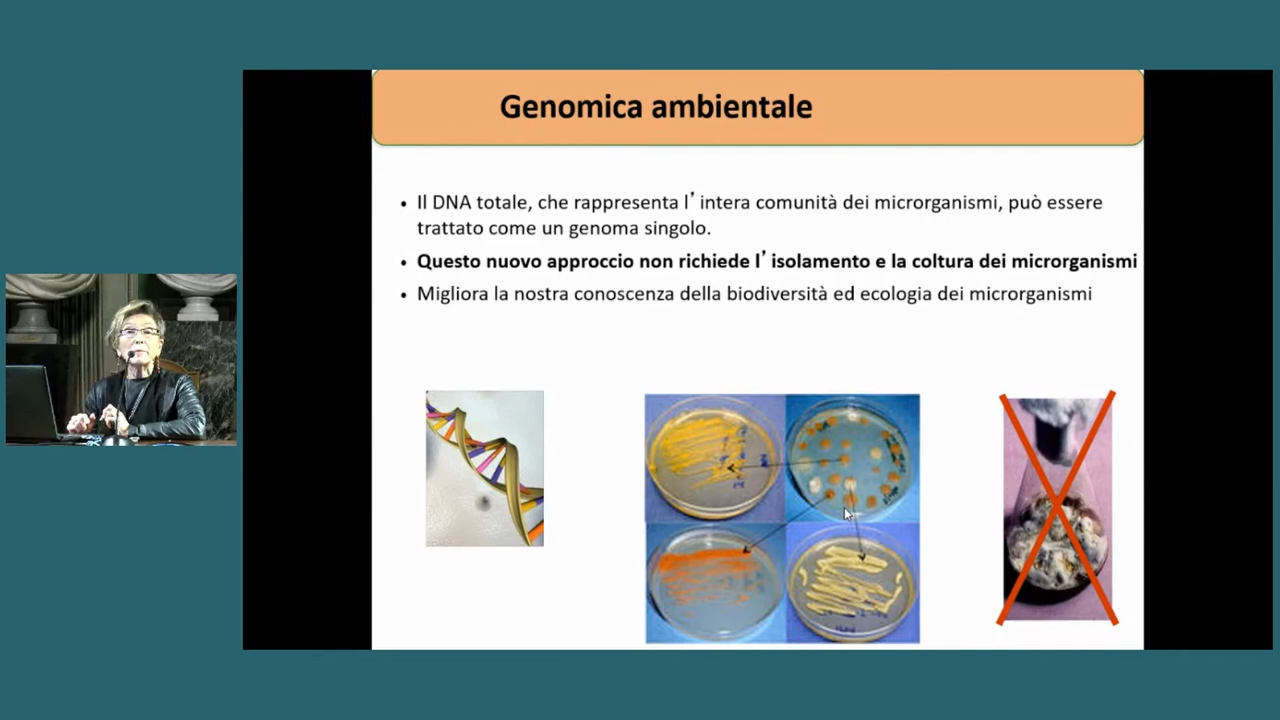 Genomica ambientale
• Il DNA totale, che rappresenta l’ intera comunità dei microrganismi, può essere
trattato come un genoma singolo.
• Questo nuovo approccio non richiede l’ isolamento e la coltura dei microrganismi
• Migliora la nostra conoscenza della biodiversità ed ecologia dei microrganismi